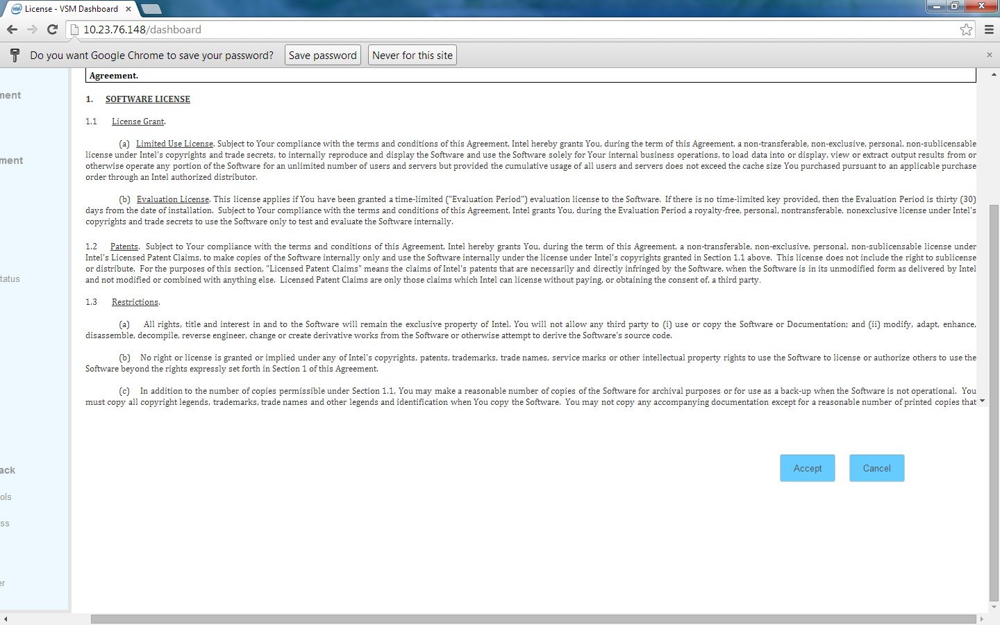 License - VSM Dashboard
10.23.76.148/dashboard
Do you want Google Chrome to save your password? Save password Never for this site
Agreement.
1. SOFTWARE LICENSE
1.1 License Grant.
(a) Limited Use License. Subject to Your compliance with the terms and conditions of this Agreement, Intel hereby grants You, during the term of this Agreement, a non-transferable, non-exclusive, personal, non-sublicensable
license under Intel's copyrights and trade secrets, to internally reproduce and display the Software and use the Software solely for Your internal business operations, to load data into or display, view or extract output results from or
otherwise operate any portion of the Software for an unlimited number of users and servers but provided the cumulative usage of all users and servers does not exceed the cache size You purchased pursuant to an applicable purchase
order through an Intel authorized distributor.
(b) Evaluation License. This license applies if You have been granted a time-limited ("Evaluation Period") evaluation license to the Software. If there is no time-limited key provided, then the Evaluation Period is thirty (30)
days from the date of installation. Subject to Your compliance with the terms and conditions of this Agreement, Intel grants You, during the Evaluation Period a royalty-free, personal, nontransferable, nonexclusive license under Intel's
copyrights and trade secrets to use the Software only to test and evaluate the Software internally.
1.2 Patents. Subject to Your compliance with the terms and conditions of this Agreement, Intel hereby grants You, during the term of this Agreement, a non-transferable, non-exclusive, personal, non-sublicensable license under
Intel's Licensed Patent Claims, to make copies of the Software internally only and use the Software internally under the license under Intel's copyrights granted in Section 1.1 above. This license does not include the right to sublicense
or distribute. For the purposes of this section, "Licensed Patent Claims" means the claims of Intel's patents that are necessarily and directly infringed by the Software, when the Software is in its unmodified form as delivered by Intel
and not modified or combined with anything else. Licensed Patent Claims are only those claims which Intel can license without paying, or obtaining the consent of, a third party.
1.3 Restrictions.
(a) All rights, title and interest in and to the Software will remain the exclusive property of Intel. You will not allow any third party to (i) use or copy the Software or Documentation; and (ii) modify, adapt, enhance,
disassemble, decompile, reverse engineer, change or create derivative works from the Software or otherwise attempt to derive the Software's source code.
(b) No right or license is granted or implied under any of Intel's copyrights, patents, trademarks, trade names, service marks or other intellectual property rights to use the Software to license or authorize others to use the
Software beyond the rights expressly set forth in Section 1 of this Agreement.
(c) In addition to the number of copies permissible under Section 1.1, You may make a reasonable number of copies of the Software for archival purposes or for use as a back-up when the Software is not operational. You
must copy all copyright legends, trademarks, trade names and other legends and identification when You copy the Software. You may not copy any accompanying documentation except for a reasonable number of printed copies that
Accept Cancel
ment
ment
tatus
ack
ols
ss
er